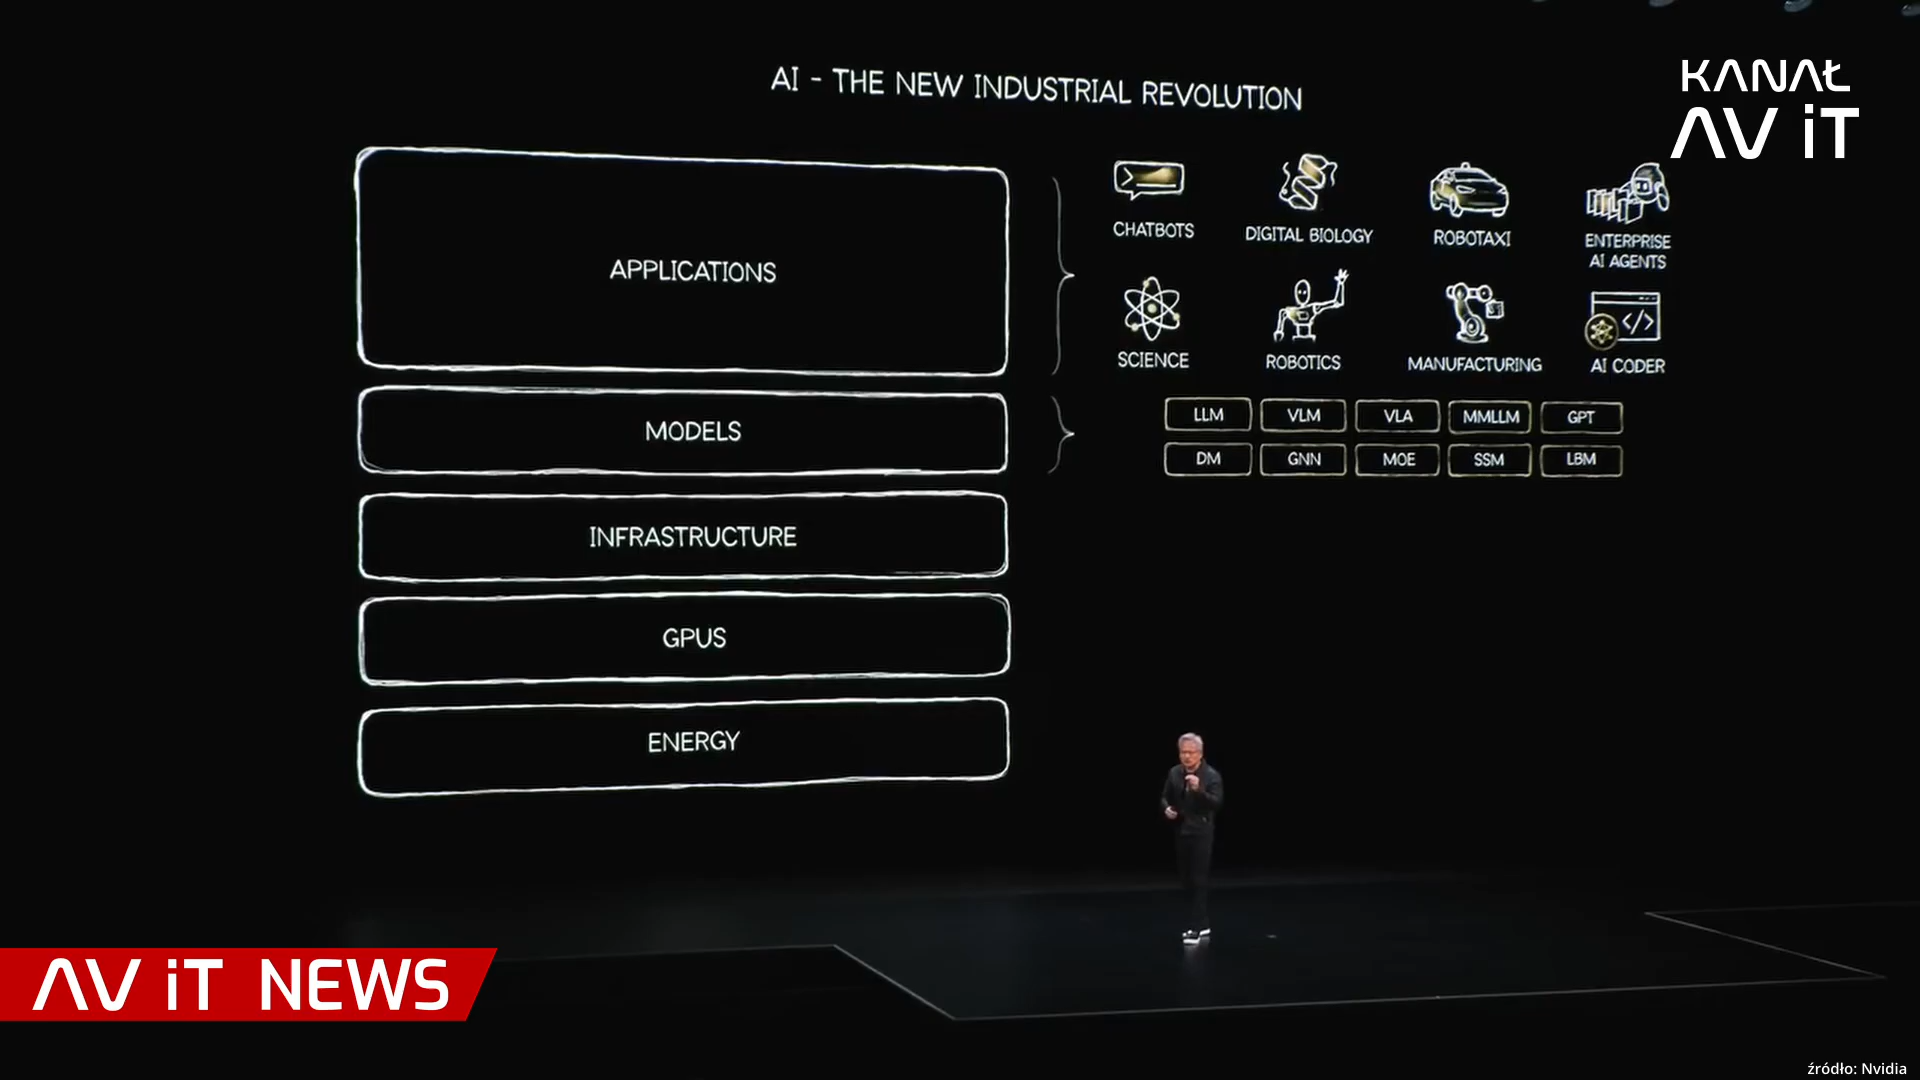 AI - THE NEW INDUSTRIAL REVOLUTION
KANAŁ
AV iT
APPLICATIONS
CHATBOTS
DIGITAL BIOLOGY
ROBOTAXI
ENTERPRISE
AI AGENTS
SCIENCE
ROBOTICS
MANUFACTURING
AI CODER
MODELS
LLM
VLM
VLA
MMLLM
GPT
DM
GNN
MOE
SSM
LBM
INFRASTRUCTURE
GPUS
ENERGY
AV iT NEWS
źródło: Nvidia